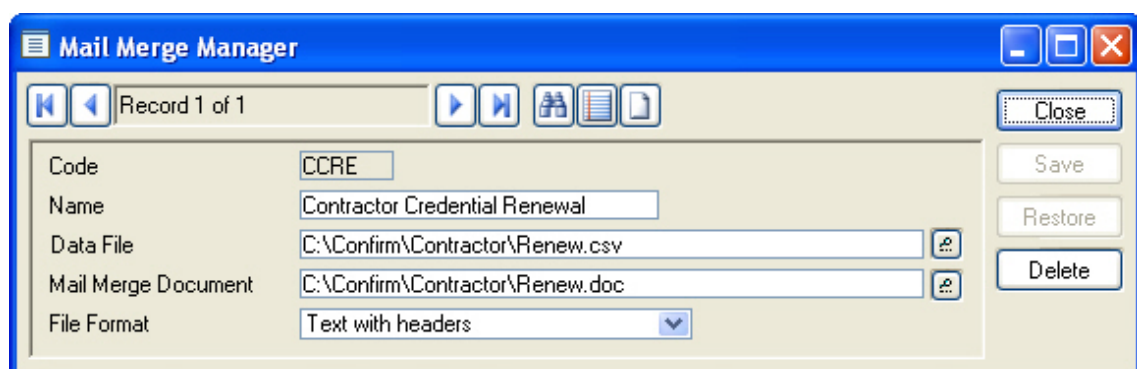 Mail Merge Manager
Record 1 of 1
Close
Code CCRE
Save
Name Contractor Credential Renewal
Restore
Data File C:\Confirm\Contractor\Renew.csv
Mail Merge Document C:\Confirm\Contractor\Renew.doc
Delete
File Format Text with headers